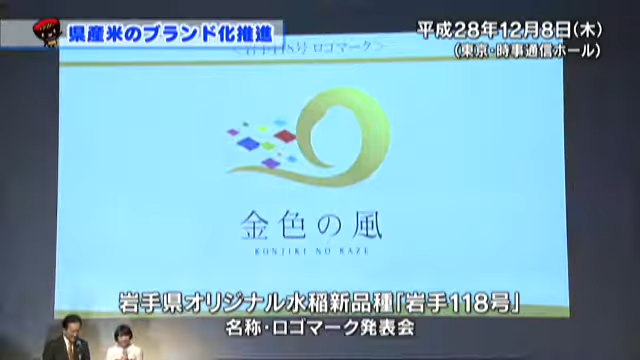 県産米のブランド化推進
平成28年12月8日(木)
(東京・時事通信ホール)
<岩手118号 ロゴマーク>
金色の風
KONJIKI NO KAZE
岩手県オリジナル水稲新品種「岩手118号」
名称・ロゴマーク発表会